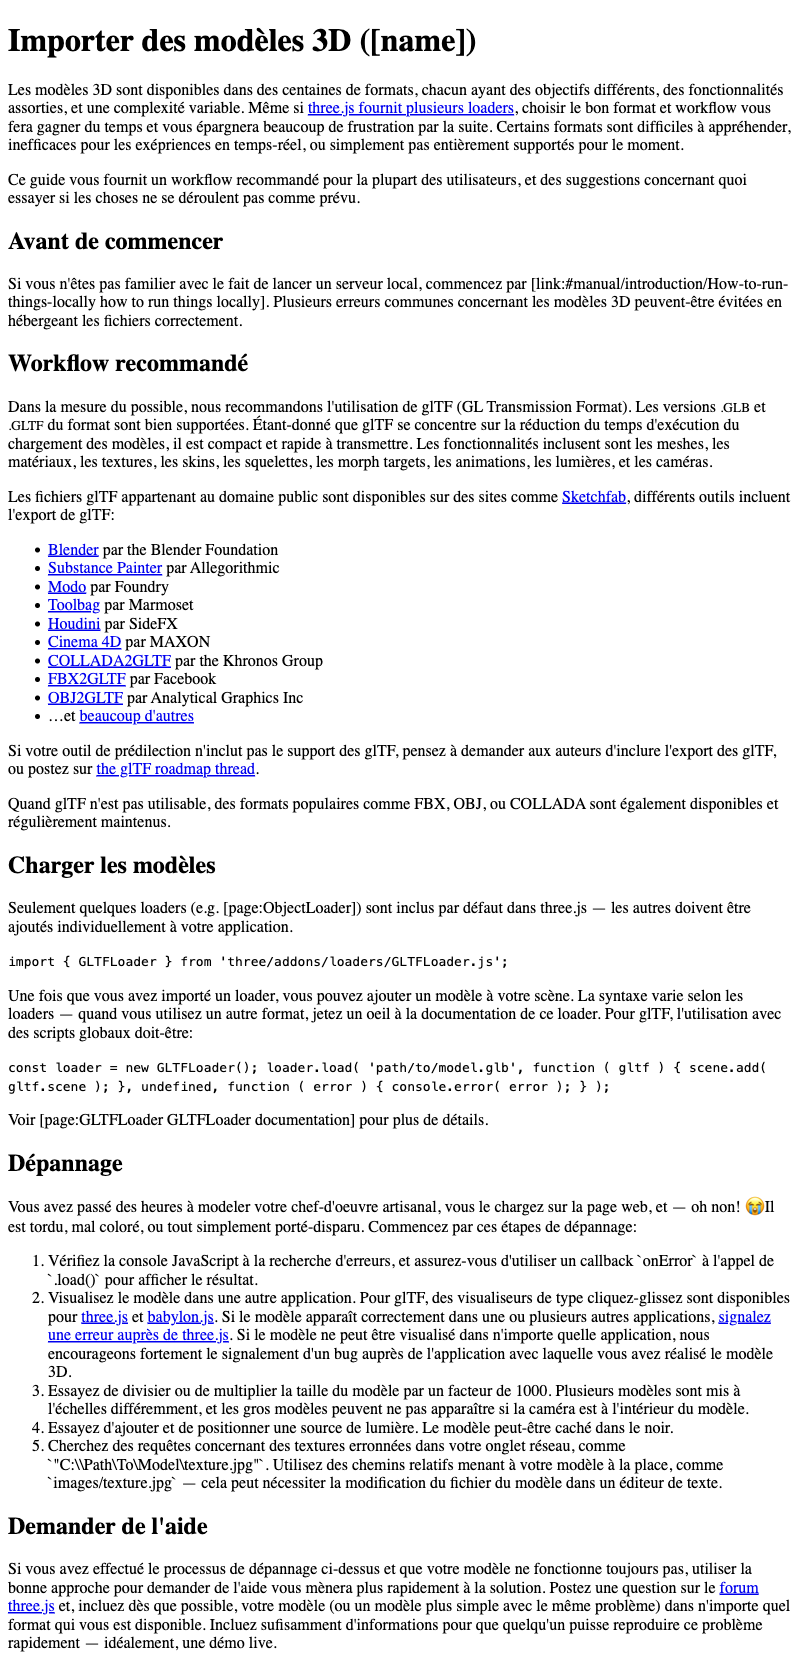 Importer des modèles 3D ([name])
Les modèles 3D sont disponibles dans des centaines de formats, chacun ayant des objectifs différents, des fonctionnalités
assorties, et une complexité variable. Même si three.js fournit plusieurs loaders, choisir le bon format et workflow vous
fera gagner du temps et vous épargnera beaucoup de frustration par la suite. Certains formats sont difficiles à appréhender,
inefficaces pour les exépriences en temps-réel, ou simplement pas entièrement supportés pour le moment.
Ce guide vous fournit un workflow recommandé pour la plupart des utilisateurs, et des suggestions concernant quoi
essayer si les choses ne se déroulent pas comme prévu.
Avant de commencer
Si vous n'êtes pas familier avec le fait de lancer un serveur local, commencez par [link:#manual/introduction/How-to-run-
things-locally how to run things locally]. Plusieurs erreurs communes concernant les modèles 3D peuvent-être évitées en
hébergeant les fichiers correctement.
Workflow recommandé
Dans la mesure du possible, nous recommandons l'utilisation de glTF (GL Transmission Format). Les versions .GLB et
.GLTF du format sont bien supportées. Étant-donné que glTF se concentre sur la réduction du temps d'exécution du
chargement des modèles, il est compact et rapide à transmettre. Les fonctionnalités inclusent sont les meshes, les
matériaux, les textures, les skins, les squelettes, les morph targets, les animations, les lumières, et les caméras.
Les fichiers glTF appartenant au domaine public sont disponibles sur des sites comme Sketchfab, différents outils incluent
l'export de glTF:
• Blender par the Blender Foundation
• Substance Painter par Allegorithmic
• Modo par Foundry
• Toolbag par Marmoset
• Houdini par SideFX
• Cinema 4D par MAXON
• COLLADA2GLTF par the Khronos Group
• FBX2GLTF par Facebook
• OBJ2GLTF par Analytical Graphics Inc
• …et beaucoup d'autres
Si votre outil de prédilection n'inclut pas le support des glTF, pensez à demander aux auteurs d'inclure l'export des glTF,
ou postez sur the glTF roadmap thread.
Quand glTF n'est pas utilisable, des formats populaires comme FBX, OBJ, ou COLLADA sont également disponibles et
régulièrement maintenus.
Charger les modèles
Seulement quelques loaders (e.g. [page:ObjectLoader]) sont inclus par défaut dans three.js — les autres doivent être
ajoutés individuellement à votre application.
import { GLTFLoader } from 'three/addons/loaders/GLTFLoader.js';
Une fois que vous avez importé un loader, vous pouvez ajouter un modèle à votre scène. La syntaxe varie selon les
loaders — quand vous utilisez un autre format, jetez un oeil à la documentation de ce loader. Pour glTF, l'utilisation avec
des scripts globaux doit-être:
const loader = new GLTFLoader(); loader.load( 'path/to/model.glb', function ( gltf ) { scene.add(
gltf.scene ); }, undefined, function ( error ) { console.error( error ); } );
Voir [page:GLTFLoader GLTFLoader documentation] pour plus de détails.
Dépannage
Vous avez passé des heures à modeler votre chef-d'oeuvre artisanal, vous le chargez sur la page web, et — oh non! 😭Il
est tordu, mal coloré, ou tout simplement porté-disparu. Commencez par ces étapes de dépannage:
1. Vérifiez la console JavaScript à la recherche d'erreurs, et assurez-vous d'utiliser un callback `onError` à l'appel de
`.load()` pour afficher le résultat.
2. Visualisez le modèle dans une autre application. Pour glTF, des visualiseurs de type cliquez-glissez sont disponibles
pour three.js et babylon.js. Si le modèle apparaît correctement dans une ou plusieurs autres applications, signalez
une erreur auprès de three.js. Si le modèle ne peut être visualisé dans n'importe quelle application, nous
encourageons fortement le signalement d'un bug auprès de l'application avec laquelle vous avez réalisé le modèle
3D.
3. Essayez de divisier ou de multiplier la taille du modèle par un facteur de 1000. Plusieurs modèles sont mis à
l'échelles différemment, et les gros modèles peuvent ne pas apparaître si la caméra est à l'intérieur du modèle.
4. Essayez d'ajouter et de positionner une source de lumière. Le modèle peut-être caché dans le noir.
5. Cherchez des requêtes concernant des textures erronnées dans votre onglet réseau, comme
`"C:\\Path\To\Model\texture.jpg"`. Utilisez des chemins relatifs menant à votre modèle à la place, comme
`images/texture.jpg` — cela peut nécessiter la modification du fichier du modèle dans un éditeur de texte.
Demander de l'aide
Si vous avez effectué le processus de dépannage ci-dessus et que votre modèle ne fonctionne toujours pas, utiliser la
bonne approche pour demander de l'aide vous mènera plus rapidement à la solution. Postez une question sur le forum
three.js et, incluez dès que possible, votre modèle (ou un modèle plus simple avec le même problème) dans n'importe quel
format qui vous est disponible. Incluez sufisamment d'informations pour que quelqu'un puisse reproduire ce problème
rapidement — idéalement, une démo live.